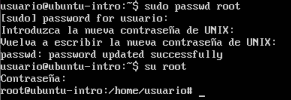 usuario@ubuntu-intro:~$ sudo passwd root
[sudo] password for usuario:
Introduzca la nueva contraseña de UNIX:
Vuelva a escribir la nueva contraseña de UNIX:
passwd: password updated successfully
usuario@ubuntu-intro:~$ su root
Contraseña:
root@ubuntu-intro:/home/usuario# _